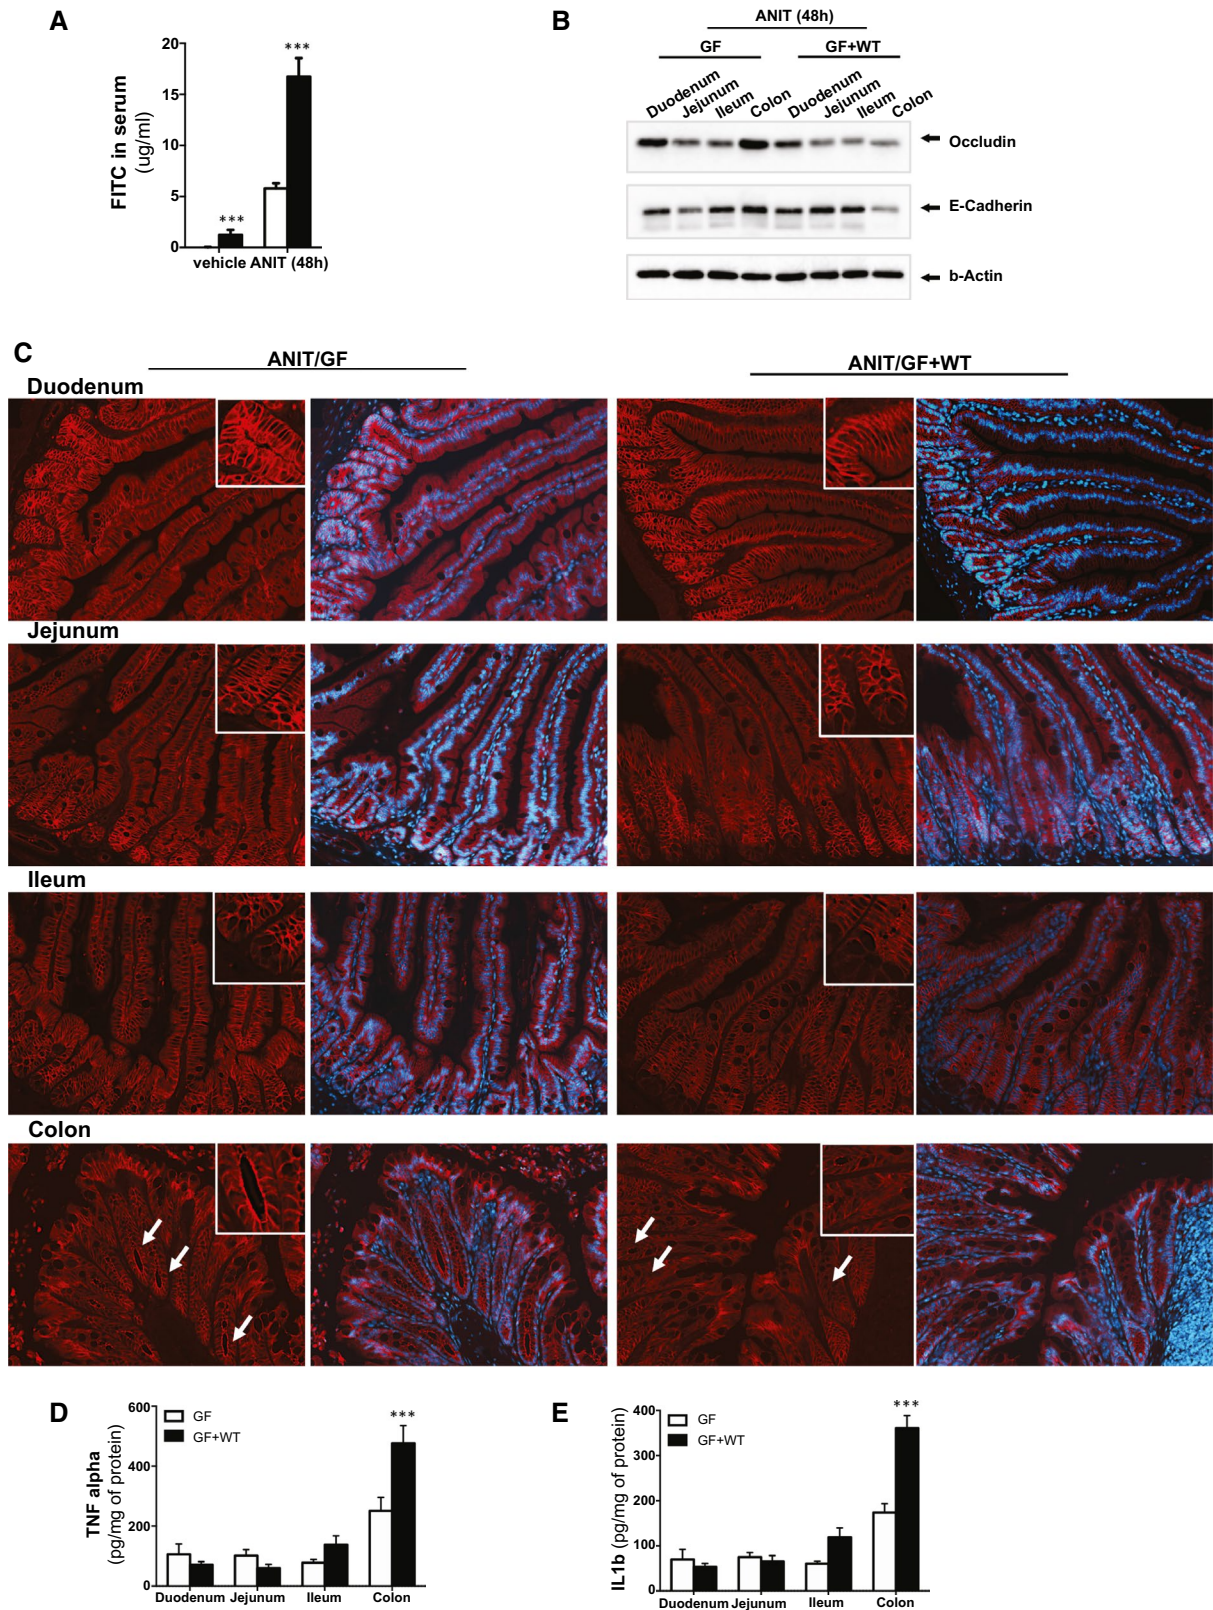 A
20
15
10
5
0
FITC in serum
(ug/ml)
***
***
vehicle ANIT (48h)
B
ANIT (48h)
GF
GF+WT
Duodenum
Jejunum
Ileum
Colon
Duodenum
Jejunum
Ileum
Colon
Occludin
E-Cadherin
b-Actin
C
ANIT/GF
ANIT/GF+WT
Duodenum
Jejunum
Ileum
Colon
D
600
400
200
0
TNF alpha
(pg/mg of protein)
GF
GF+WT
***
Duodenum Jejunum Ileum Colon
E
400
300
200
100
0
IL1b (pg/mg of protein)
GF
GF+WT
***
Duodenum Jejunum Ileum Colon